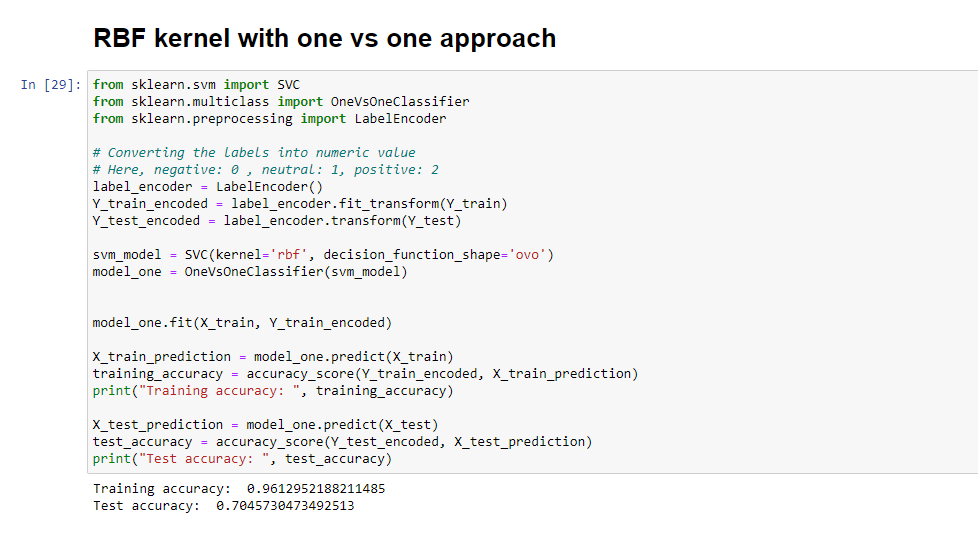 RBF kernel with one vs one approach
In [29]: from sklearn.svm import SVC
from sklearn.multiclass import OneVsOneClassifier
from sklearn.preprocessing import LabelEncoder
# Converting the labels into numeric value
# Here, negative: 0 , neutral: 1, positive: 2
label_encoder = LabelEncoder()
Y_train_encoded = label_encoder.fit_transform(Y_train)
Y_test_encoded = label_encoder.transform(Y_test)
svm_model = SVC(kernel='rbf', decision_function_shape='ovo')
model_one = OneVsOneClassifier(svm_model)
model_one.fit(X_train, Y_train_encoded)
X_train_prediction = model_one.predict(X_train)
training_accuracy = accuracy_score(Y_train_encoded, X_train_prediction)
print("Training accuracy: ", training_accuracy)
X_test_prediction = model_one.predict(X_test)
test_accuracy = accuracy_score(Y_test_encoded, X_test_prediction)
print("Test accuracy: ", test_accuracy)
Training accuracy:  0.9612952188211485
Test accuracy:  0.7045730473492513